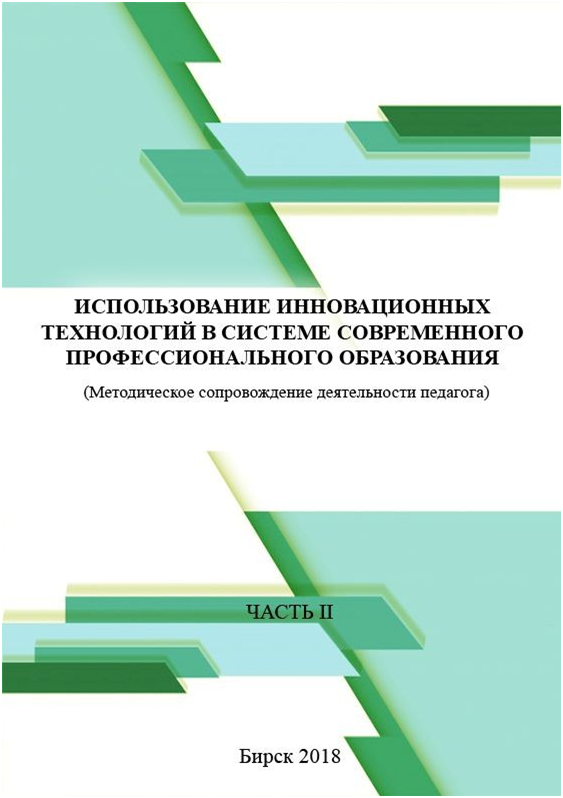 ИСПОЛЬЗОВАНИЕ ИННОВАЦИОННЫХ
ТЕХНОЛОГИЙ В СИСТЕМЕ СОВРЕМЕННОГО
ПРОФЕССИОНАЛЬНОГО ОБРАЗОВАНИЯ
(Методическое сопровождение деятельности педагога)
ЧАСТЬ II
Бирск 2018